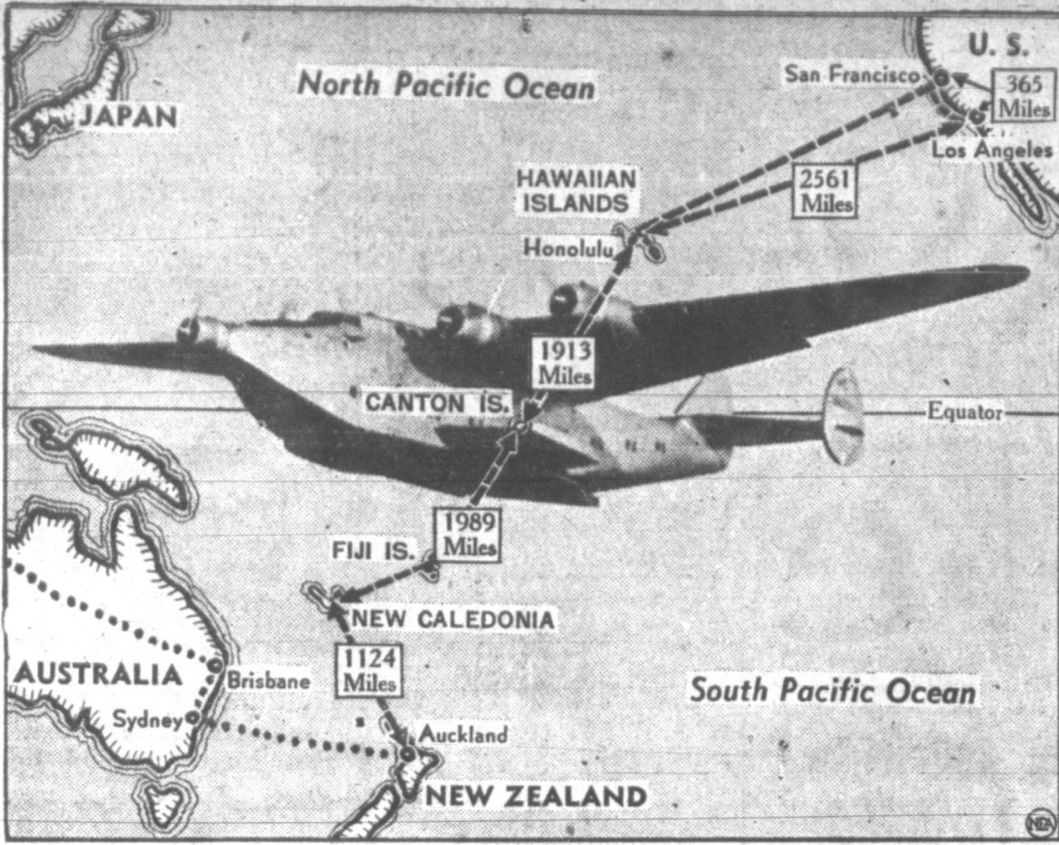 North Pacific Ocean
U. S.
San Francisco
365
Miles
JAPAN
Los Angeles
HAWAIIAN
ISLANDS
2561
Miles
Honolulu
1913
Miles
CANTON IS.
Equator
1989
Miles
FIJI IS.
NEW CALEDONIA
AUSTRALIA
Brisbane
1124
Miles
South Pacific Ocean
Sydney
Auckland
NEW ZEALAND
NEA